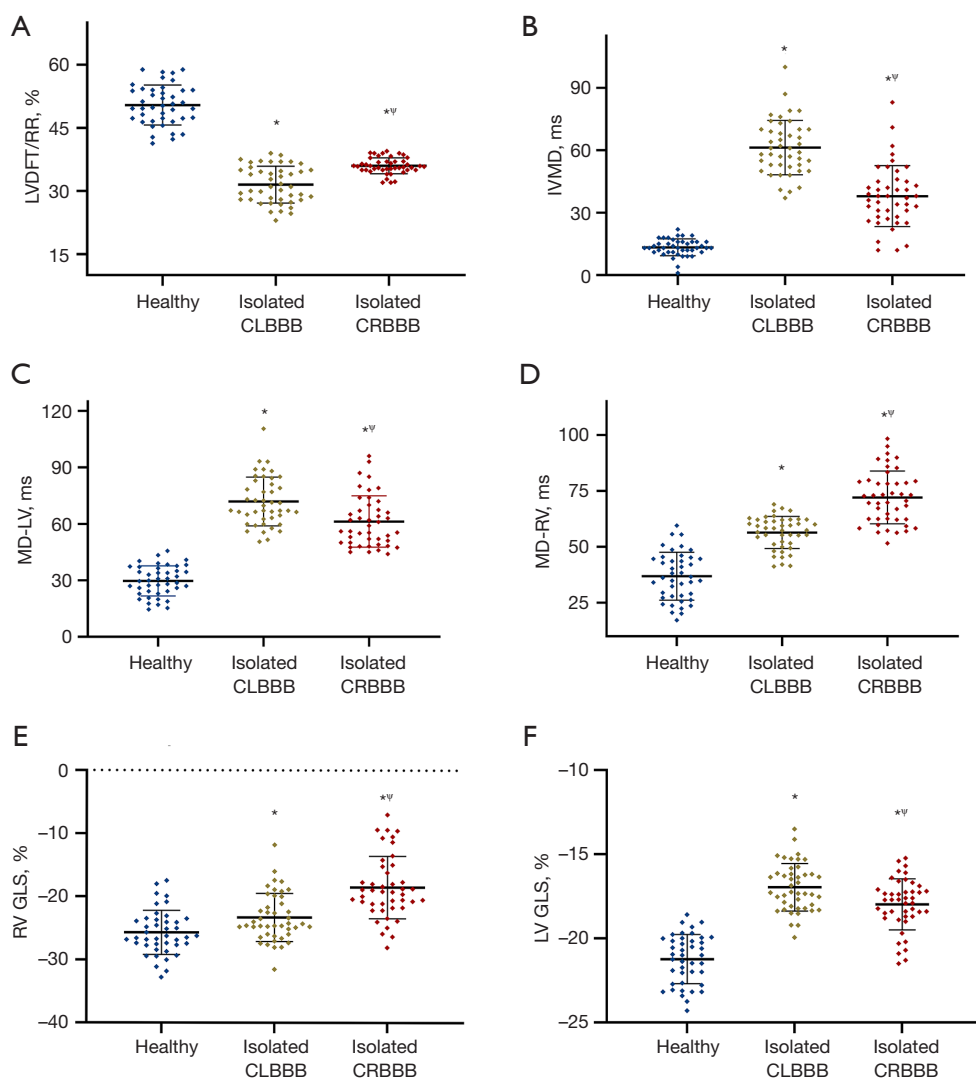 A
LVDFT/RR, %
60
45
30
15
*
*ψ
Healthy
Isolated
CLBBB
Isolated
CRBBB
B
IVMD, ms
90
60
30
0
*
*ψ
Healthy
Isolated
CLBBB
Isolated
CRBBB
C
MD-LV, ms
120
90
60
30
0
*
*ψ
Healthy
Isolated
CLBBB
Isolated
CRBBB
D
MD-RV, ms
100
75
50
25
*
*ψ
Healthy
Isolated
CLBBB
Isolated
CRBBB
E
RV GLS, %
0
−10
−20
−30
−40
*
*ψ
Healthy
Isolated
CLBBB
Isolated
CRBBB
F
LV GLS, %
−10
−15
−20
−25
*
*ψ
Healthy
Isolated
CLBBB
Isolated
CRBBB